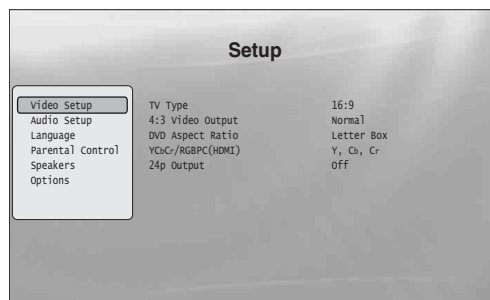 Setup
Video Setup
Audio Setup
Language
Parental Control
Speakers
Options
TV Type 16:9
4:3 Video Output Normal
DVD Aspect Ratio Letter Box
YCbCr/RGBPC(HDMI) Y, Cb, Cr
24p Output Off